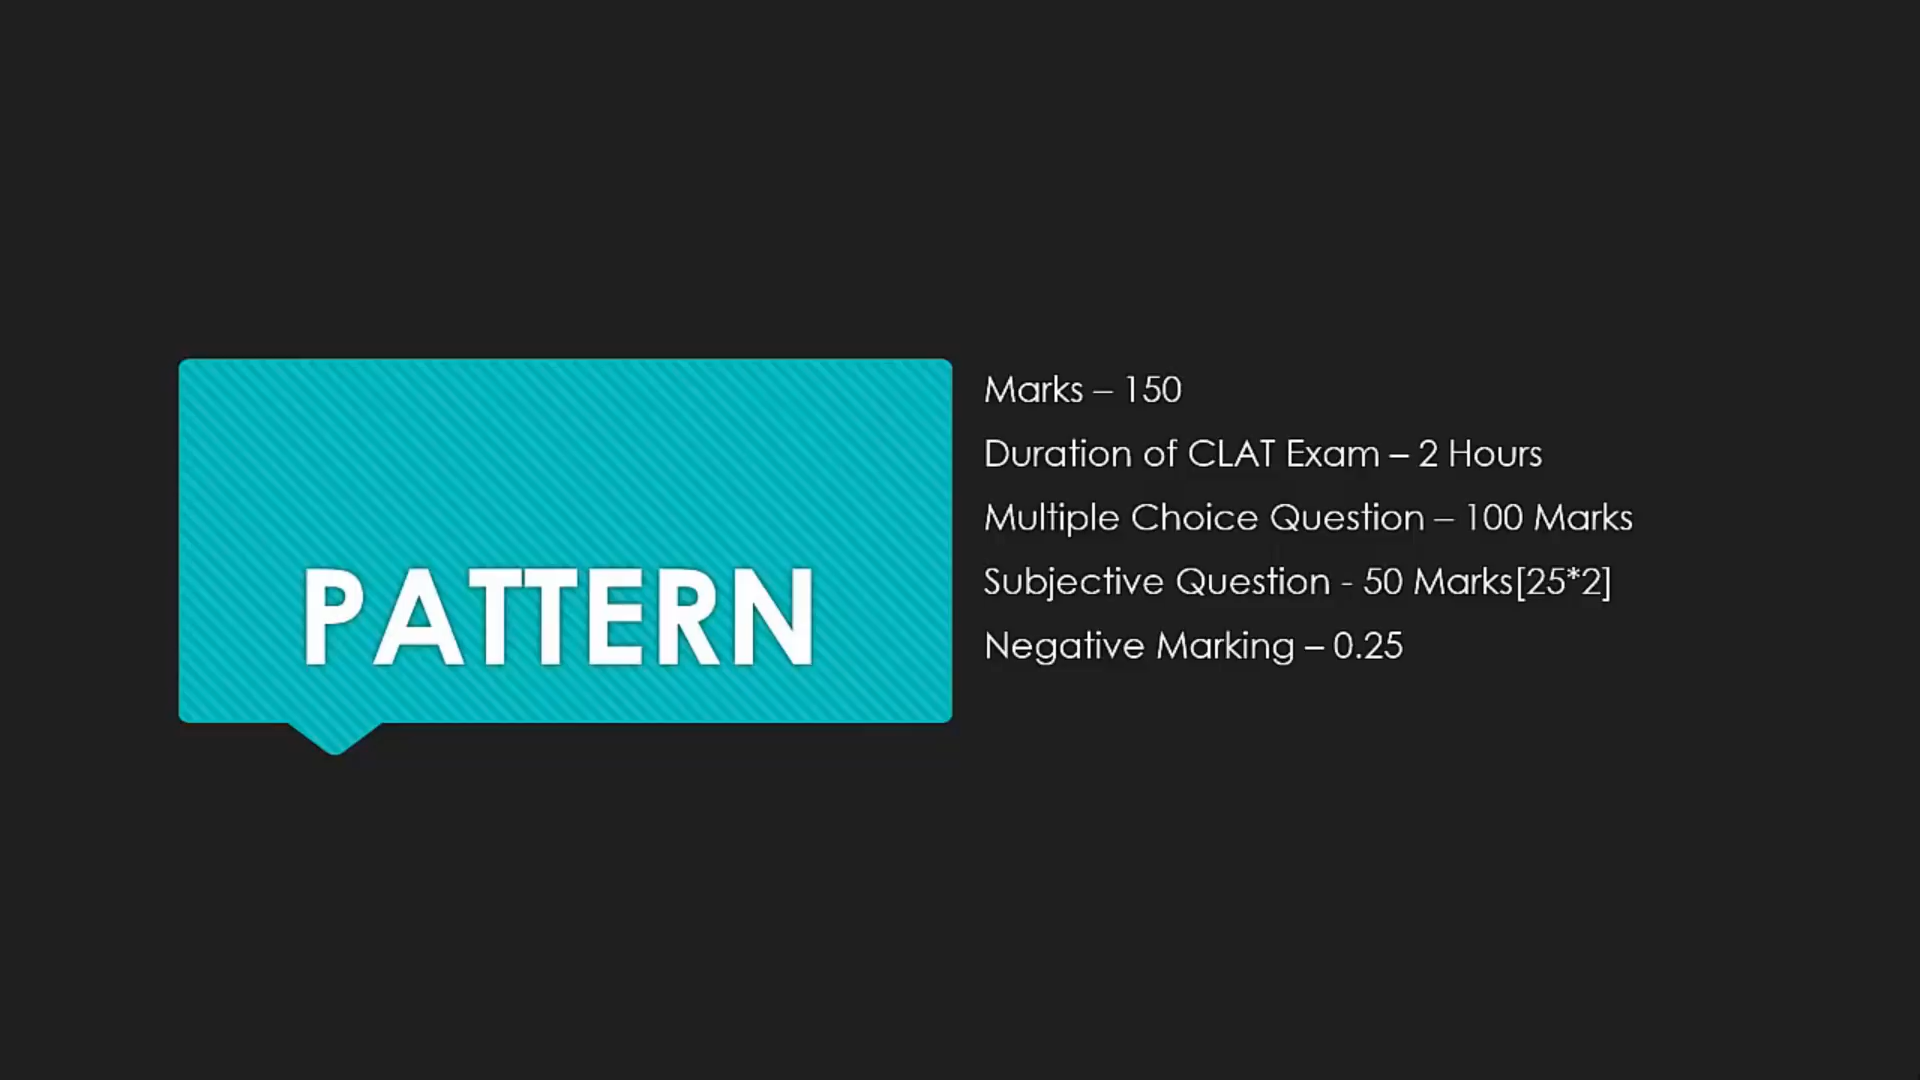 PATTERN
Marks – 150
Duration of CLAT Exam – 2 Hours
Multiple Choice Question – 100 Marks
Subjective Question - 50 Marks[25*2]
Negative Marking – 0.25